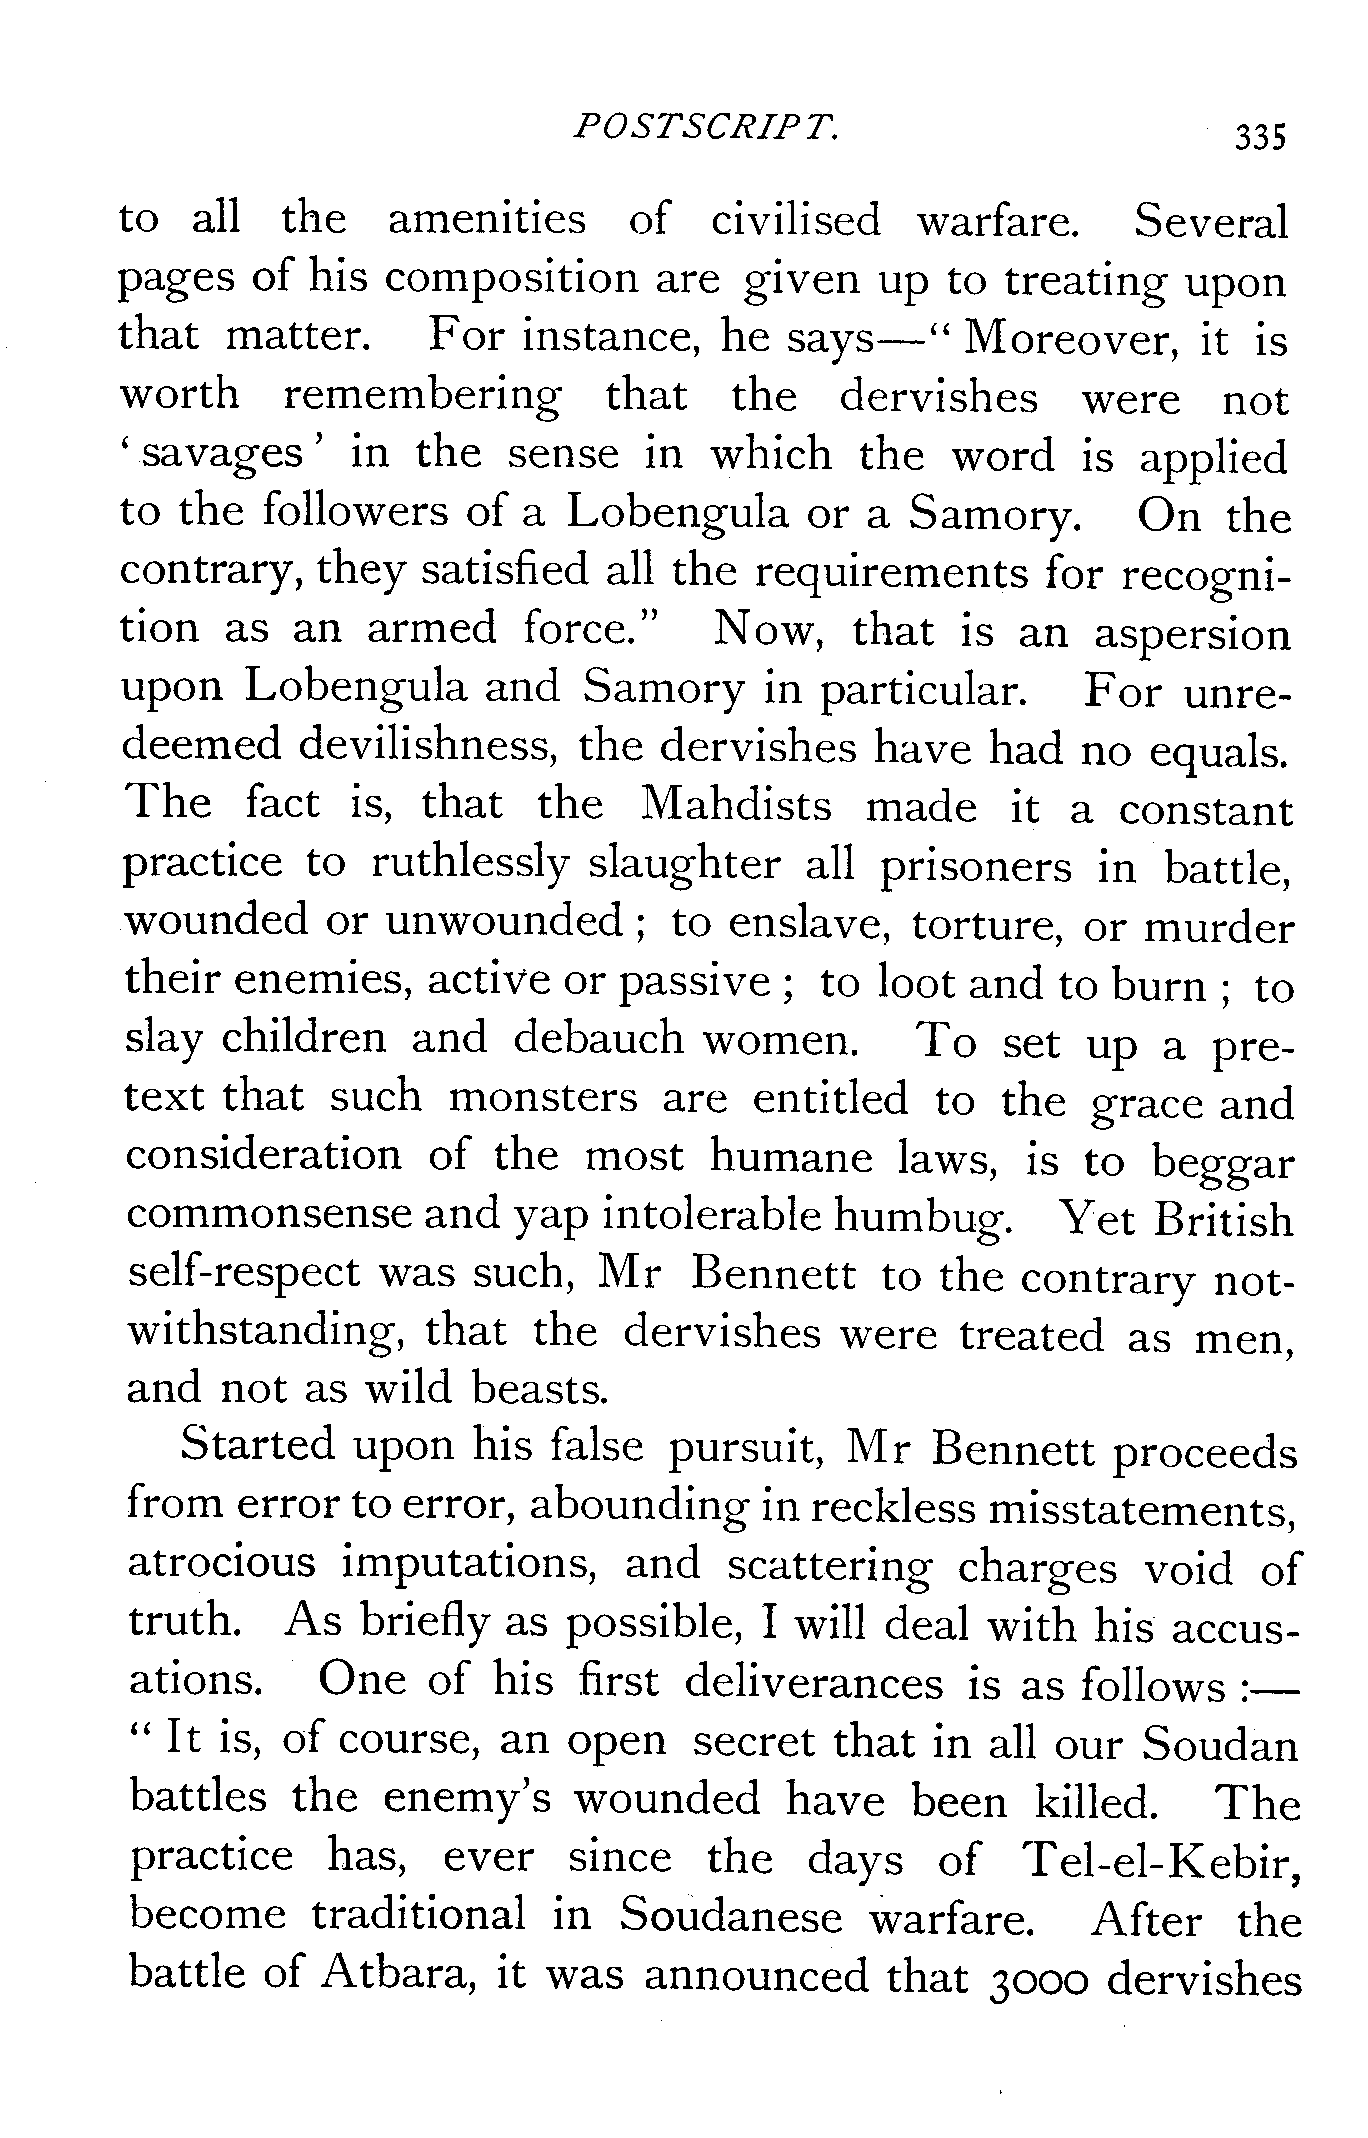 POSTSCRIPT. 335
to all the amenities of civilised warfare. Several
pages of his composition are given up to treating upon
that matter. For instance, he says—“ Moreover, it is
worth remembering that the dervishes were not
‘ savages ’ in the sense in which the word is applied
to the followers of a Lobengula or a Samory. On the
contrary, they satisfied all the requirements for recogni-
tion as an armed force.” Now, that is an aspersion
upon Lobengula and Samory in particular. For unre-
deemed devilishness, the dervishes have had no equals.
The fact is, that the Mahdists made it a constant
practice to ruthlessly slaughter all prisoners in battle,
wounded or unwounded ; to enslave, torture, or murder
their enemies, active or passive ; to loot and to burn ; to
slay children and debauch women. To set up a pre-
text that such monsters are entitled to the grace and
consideration of the most humane laws, is to beggar
commonsense and yap intolerable humbug. Yet British
self-respect was such, Mr Bennett to the contrary not-
withstanding, that the dervishes were treated as men,
and not as wild beasts.
Started upon his false pursuit, Mr Bennett proceeds
from error to error, abounding in reckless misstatements,
atrocious imputations, and scattering charges void of
truth. As briefly as possible, I will deal with his accus-
ations. One of his first deliverances is as follows :—
“ It is, of course, an open secret that in all our Soudan
battles the enemy’s wounded have been killed. The
practice has, ever since the days of Tel-el-Kebir,
become traditional in Soudanese warfare. After the
battle of Atbara, it was announced that 3000 dervishes